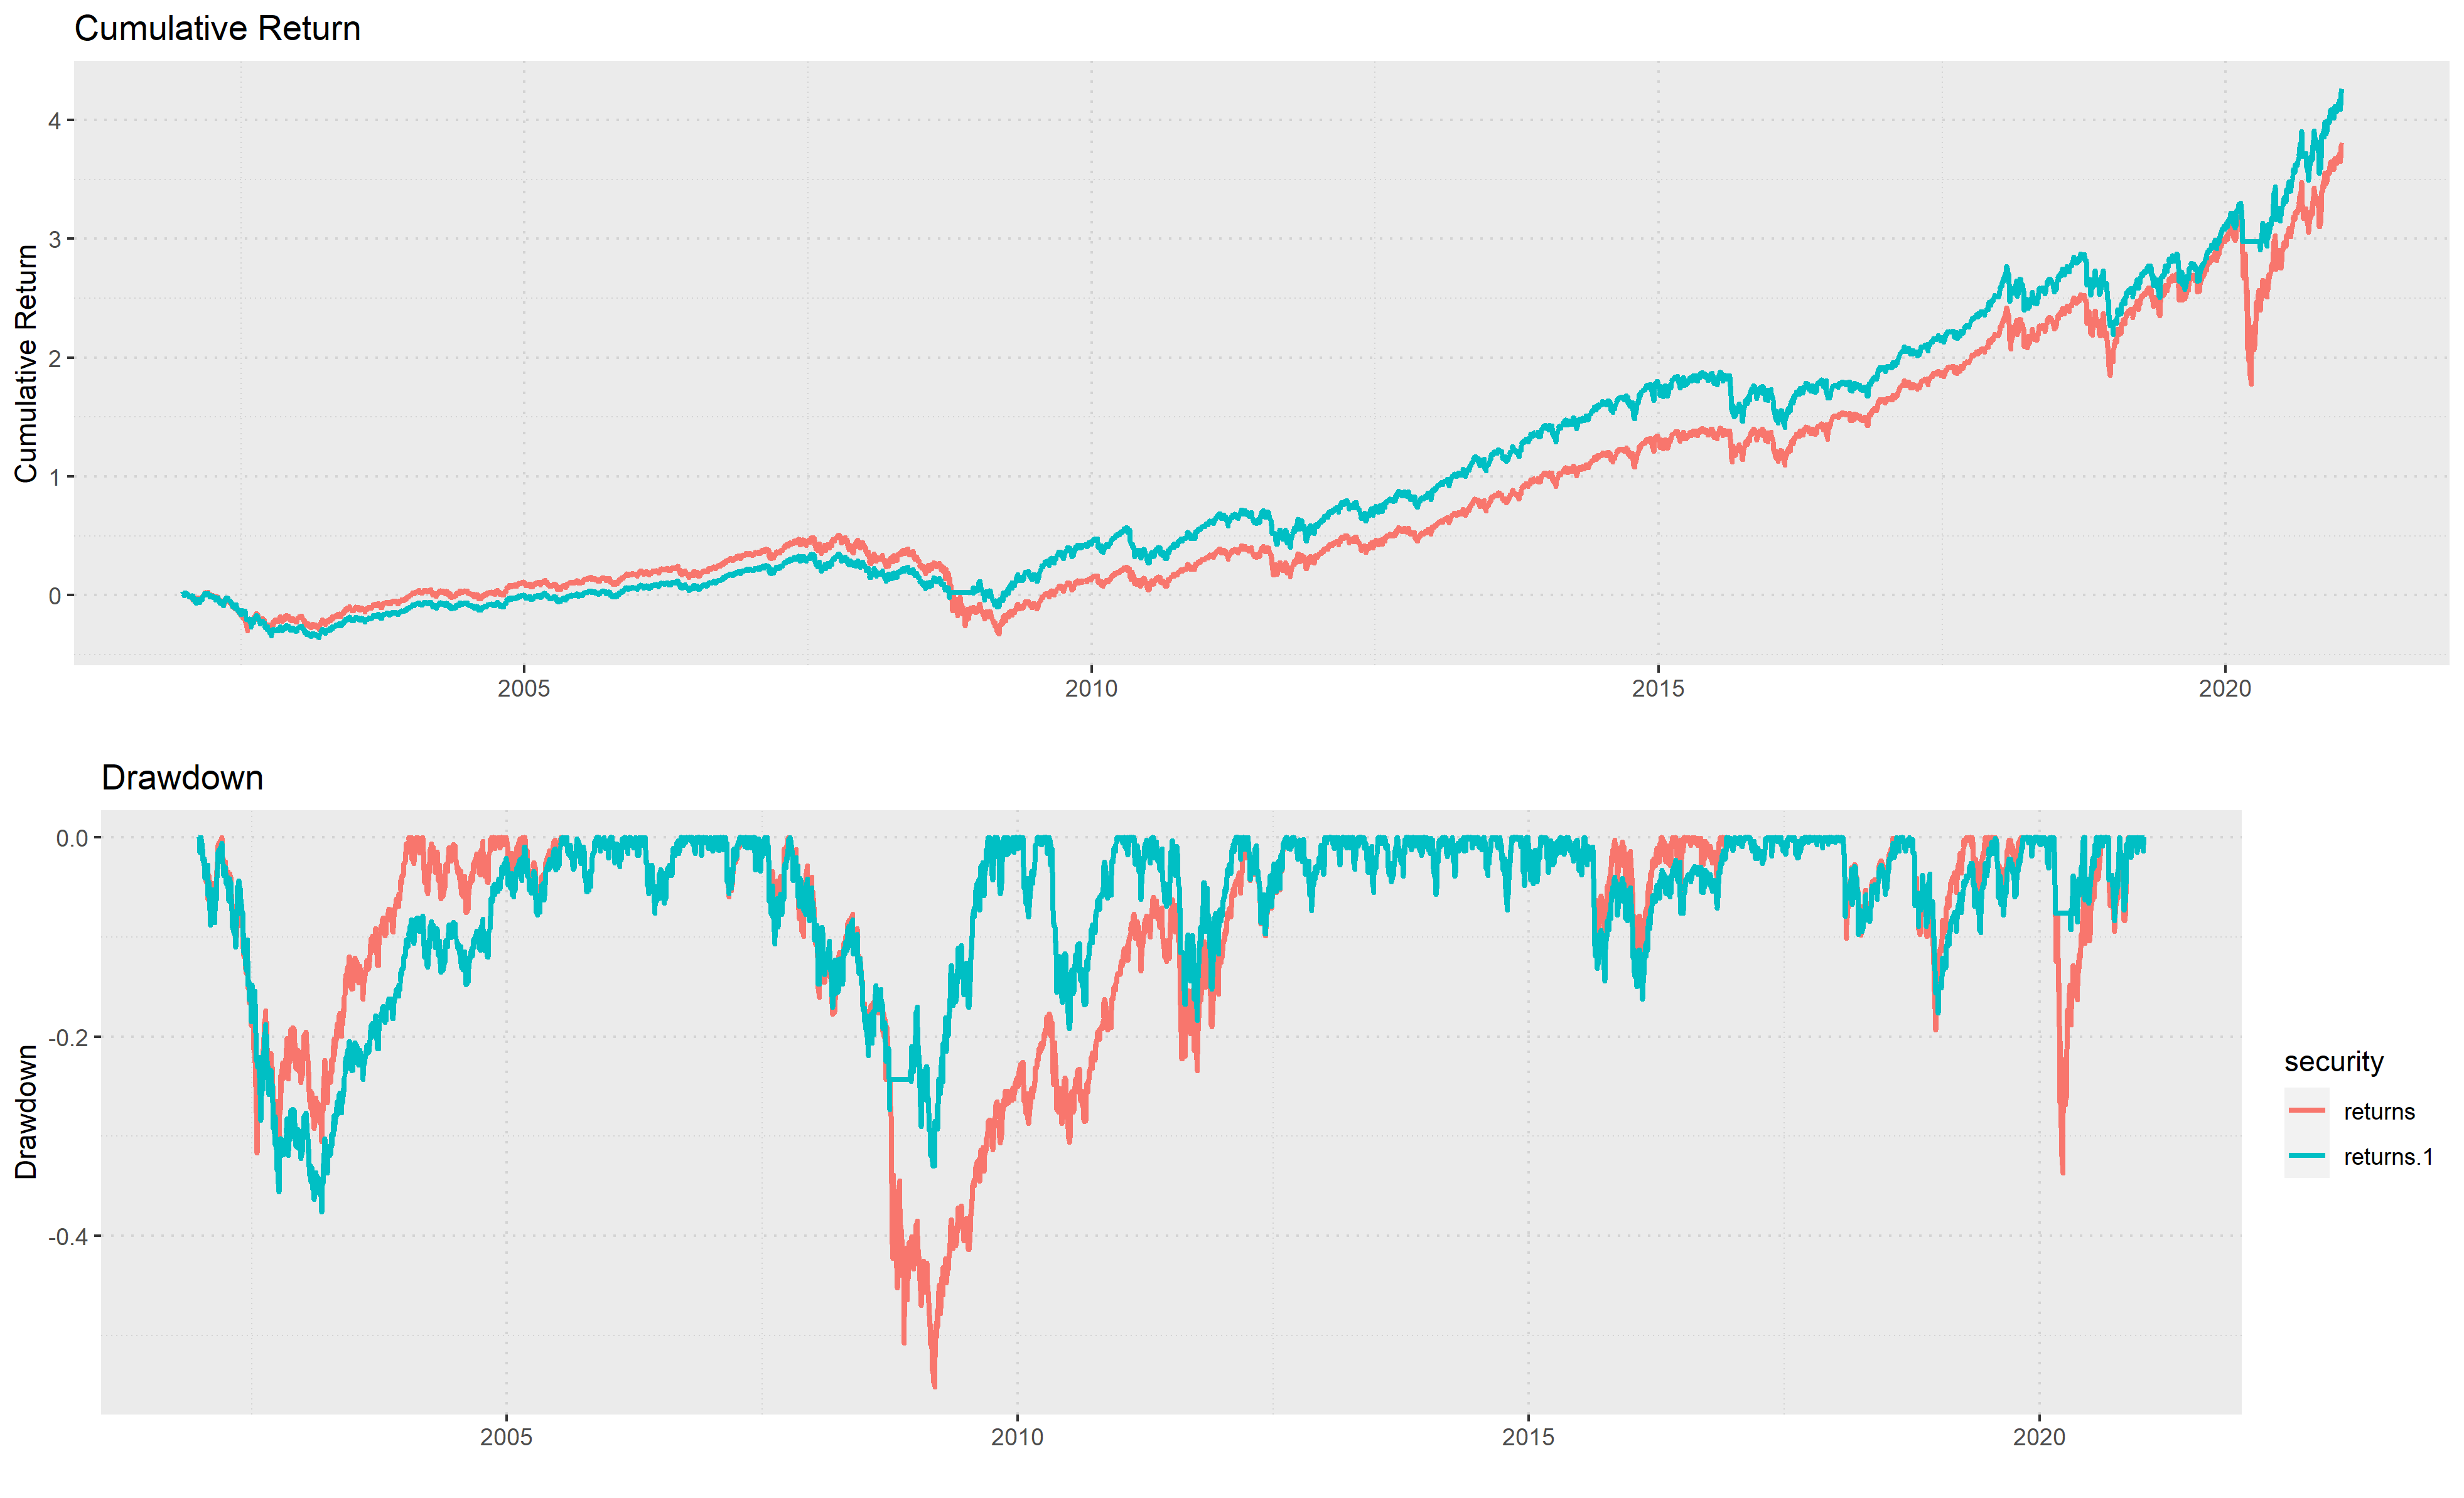 Cumulative Return
Cumulative Return
4
3
2
1
0
2005 2010 2015 2020
Drawdown
Drawdown
0.0
-0.2
-0.4
2005 2010 2015 2020
security
returns
returns.1